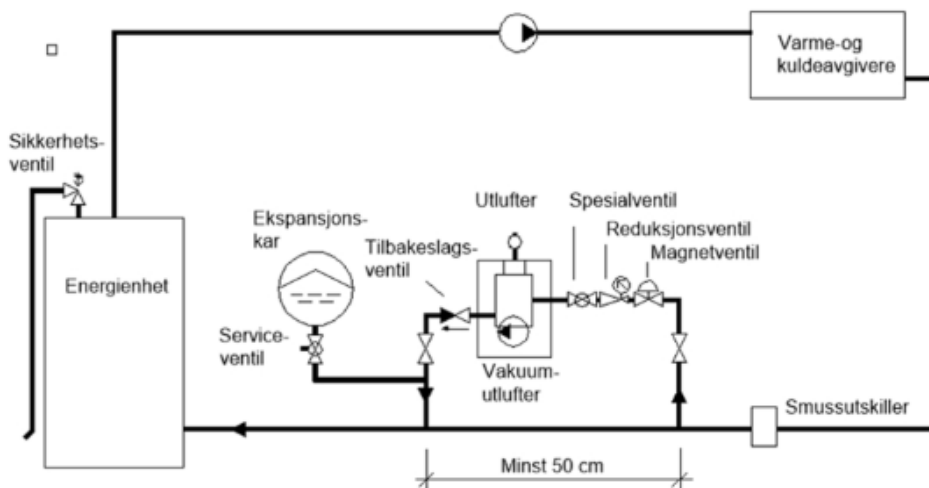 Varme-og
kuldeavgivere
Sikkerhets-
ventil
Ekspansjons-
kar
Utlufter
Spesialventil
Reduksjonsventil
Tilbakeslags-
ventil
Magnetventil
Energienhet
Service-
ventil
Vakuum-
utlufter
Smussutskiller
Minst 50 cm